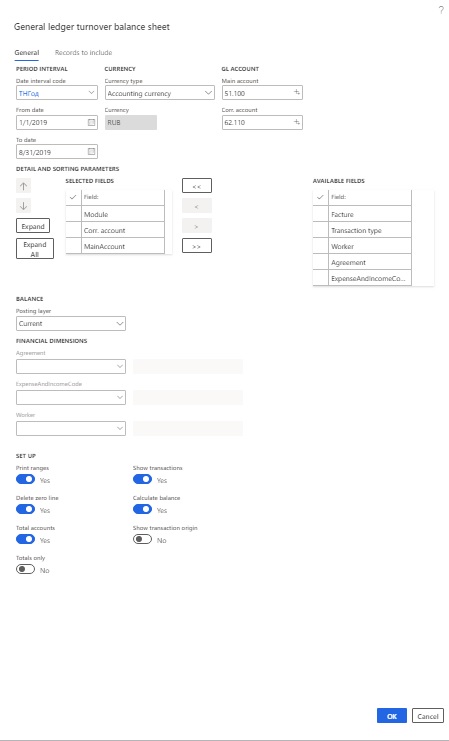 ?
General ledger turnover balance sheet
General Records to include
PERIOD INTERVAL CURRENCY GL ACCOUNT
Date interval code Currency type Main account
ТНГод Accounting currency 51.100
From date Currency Corr. account
1/1/2019 RUB 62.110
To date
8/31/2019
DETAIL AND SORTING PARAMETERS
SELECTED FIELDS << AVAILABLE FIELDS
Field: < Field:
Module Facture
Expand Corr. account > Transaction type
Expand All MainAccount >> Worker
Agreement
ExpenseAndIncomeCo...
BALANCE
Posting layer
Current
FINANCIAL DIMENSIONS
Agreement
ExpenseAndIncomeCode
Worker
SET UP
Print ranges Show transactions
Yes Yes
Delete zero line Calculate balance
Yes Yes
Total accounts Show transaction origin
Yes No
Totals only
No
OK Cancel